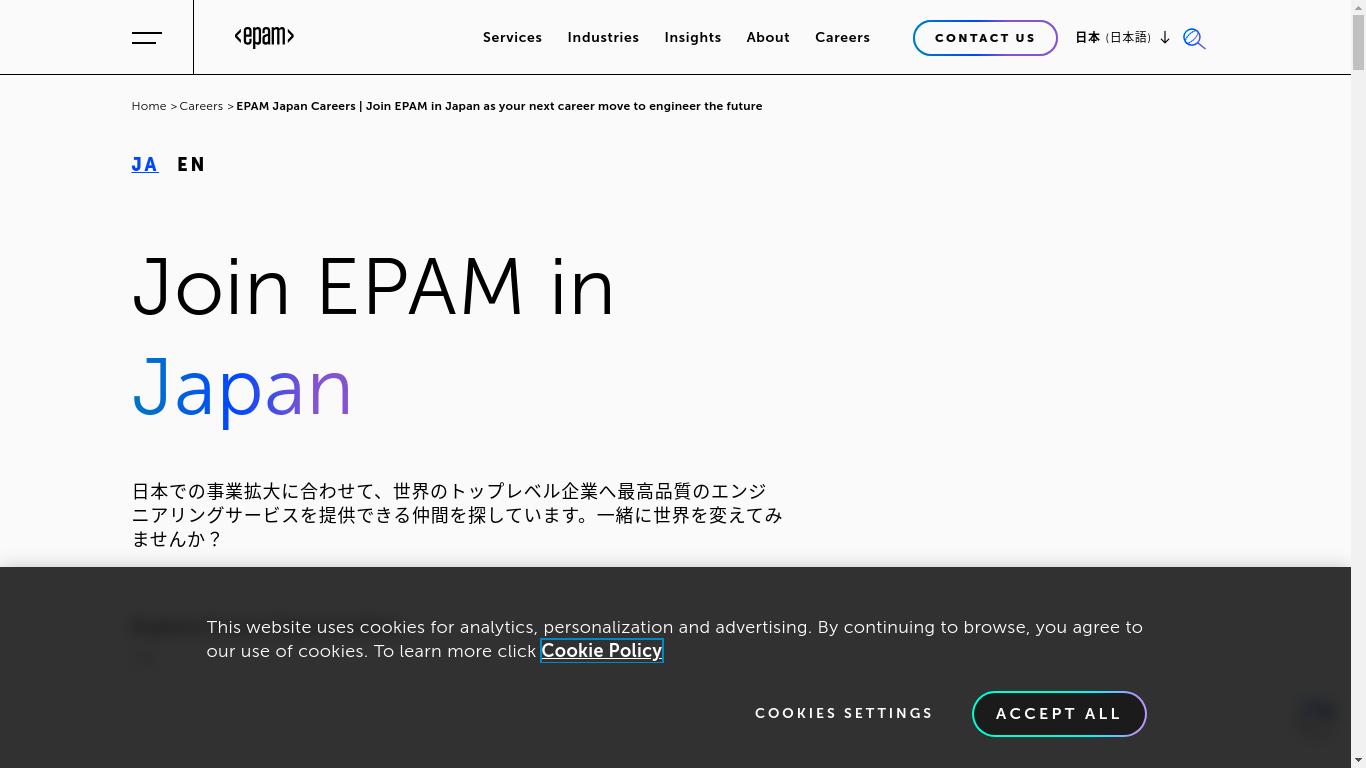 <epam>
Services Industries Insights About Careers
CONTACT US
日本 (日本語)
Home > Careers > EPAM Japan Careers | Join EPAM in Japan as your next career move to engineer the future
JA EN
Join EPAM in
Japan
日本での事業拡大に合わせて、世界のトップレベル企業へ最高品質のエンジ
ニアリングサービスを提供できる仲間を探しています。一緒に世界を変えてみ
ませんか？
This website uses cookies for analytics, personalization and advertising. By continuing to browse, you agree to
our use of cookies. To learn more click Cookie Policy
COOKIES SETTINGS
ACCEPT ALL